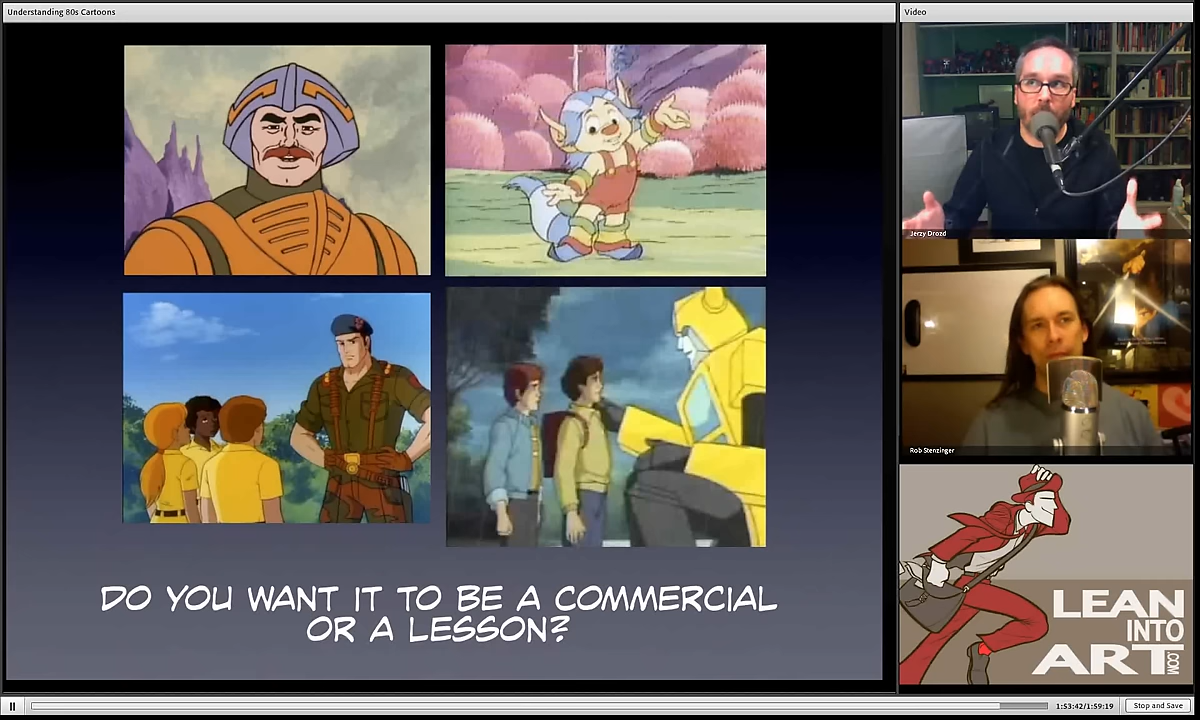 Understanding 80s Cartoons
DO YOU WANT IT TO BE A COMMERCIAL
OR A LESSON?
Video
Jerzy Drozd
Rob Stenzinger
LEAN
INTO
ART.COM
1:53:42/1:59:19
Stop and Save